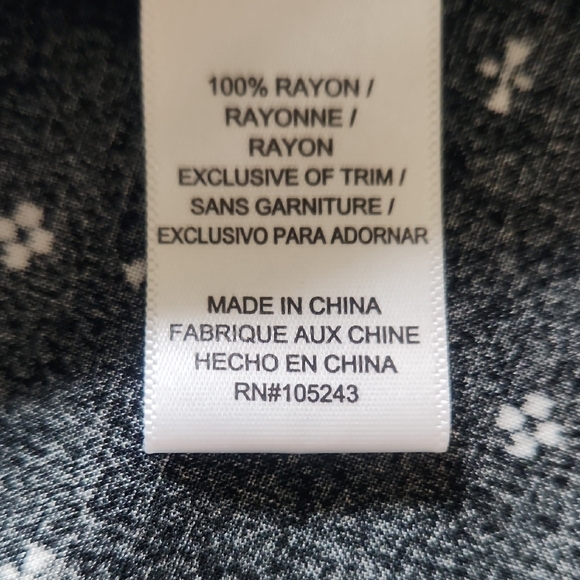 100% RAYON /
RAYONNE /
RAYON
EXCLUSIVE OF TRIM /
SANS GARNITURE /
EXCLUSIVO PARA ADORNAR
MADE IN CHINA
FABRIQUE AUX CHINE
HECHO EN CHINA
RN#105243